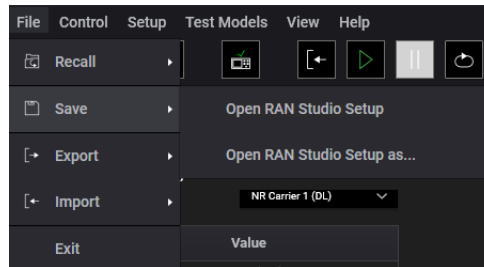 File Control Setup Test Models View Help
Recall
Save
Open RAN Studio Setup
Export
Open RAN Studio Setup as...
Import
NR Carrier 1 (DL)
Exit
Value